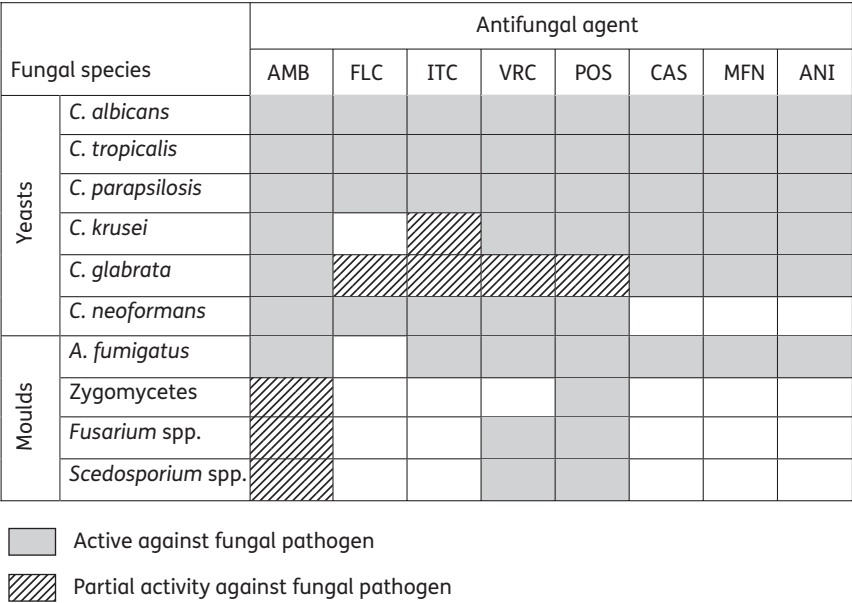 Antifungal agent
Fungal species AMB FLC ITC VRC POS CAS MFN ANI
Yeasts
C. albicans
C. tropicalis
C. parapsilosis
C. krusei
C. glabrata
C. neoformans
Moulds
A. fumigatus
Zygomycetes
Fusarium spp.
Scedosporium spp.
Active against fungal pathogen
Partial activity against fungal pathogen